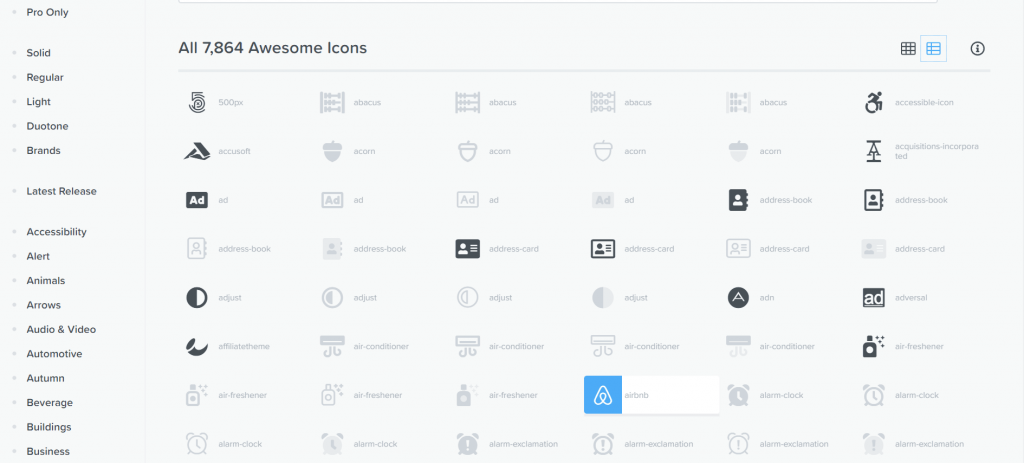 Pro Only
Solid
Regular
Light
Duotone
Brands
Latest Release
Accessibility
Alert
Animals
Arrows
Audio & Video
Automotive
Autumn
Beverage
Buildings
Business
All 7,864 Awesome Icons
500px abacus abacus abacus abacus accessible-icon
accusoft acorn acorn acorn acorn acquisitions-incorpora
ted
Ad ad Ad ad Ad ad Ad ad address-book address-book
address-book address-book address-card address-card address-card address-card
adjust adjust adjust adjust adn ad adversal
affiliatetheme air-conditioner air-conditioner air-conditioner air-conditioner air-freshener
air-freshener air-freshener air-freshener airbnb alarm-clock alarm-clock
alarm-clock alarm-clock alarm-exclamation alarm-exclamation alarm-exclamation alarm-exclamation